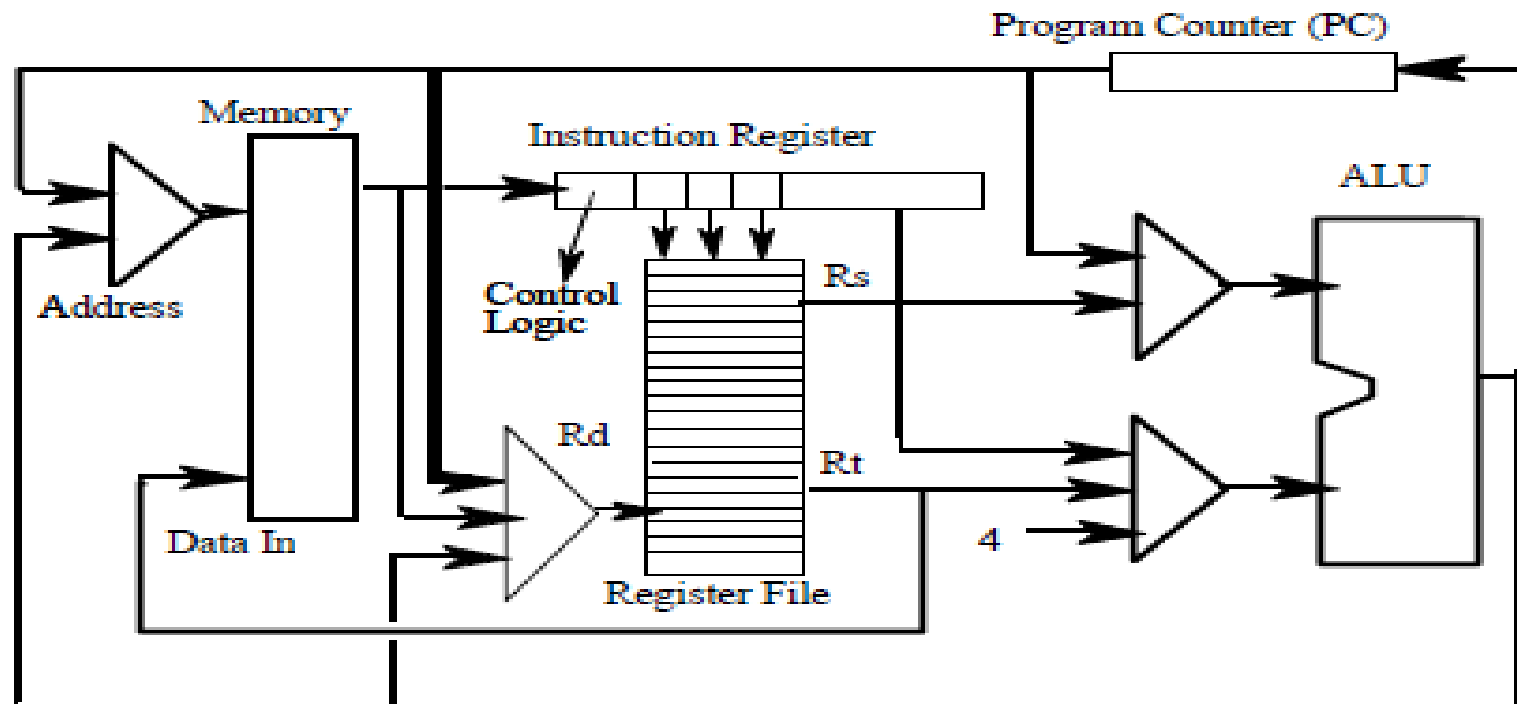 Program Counter (PC)
Memory
Instruction Register
ALU
Address
Control
Logic
Rs
Rd
Rt
4
Data In
Register File